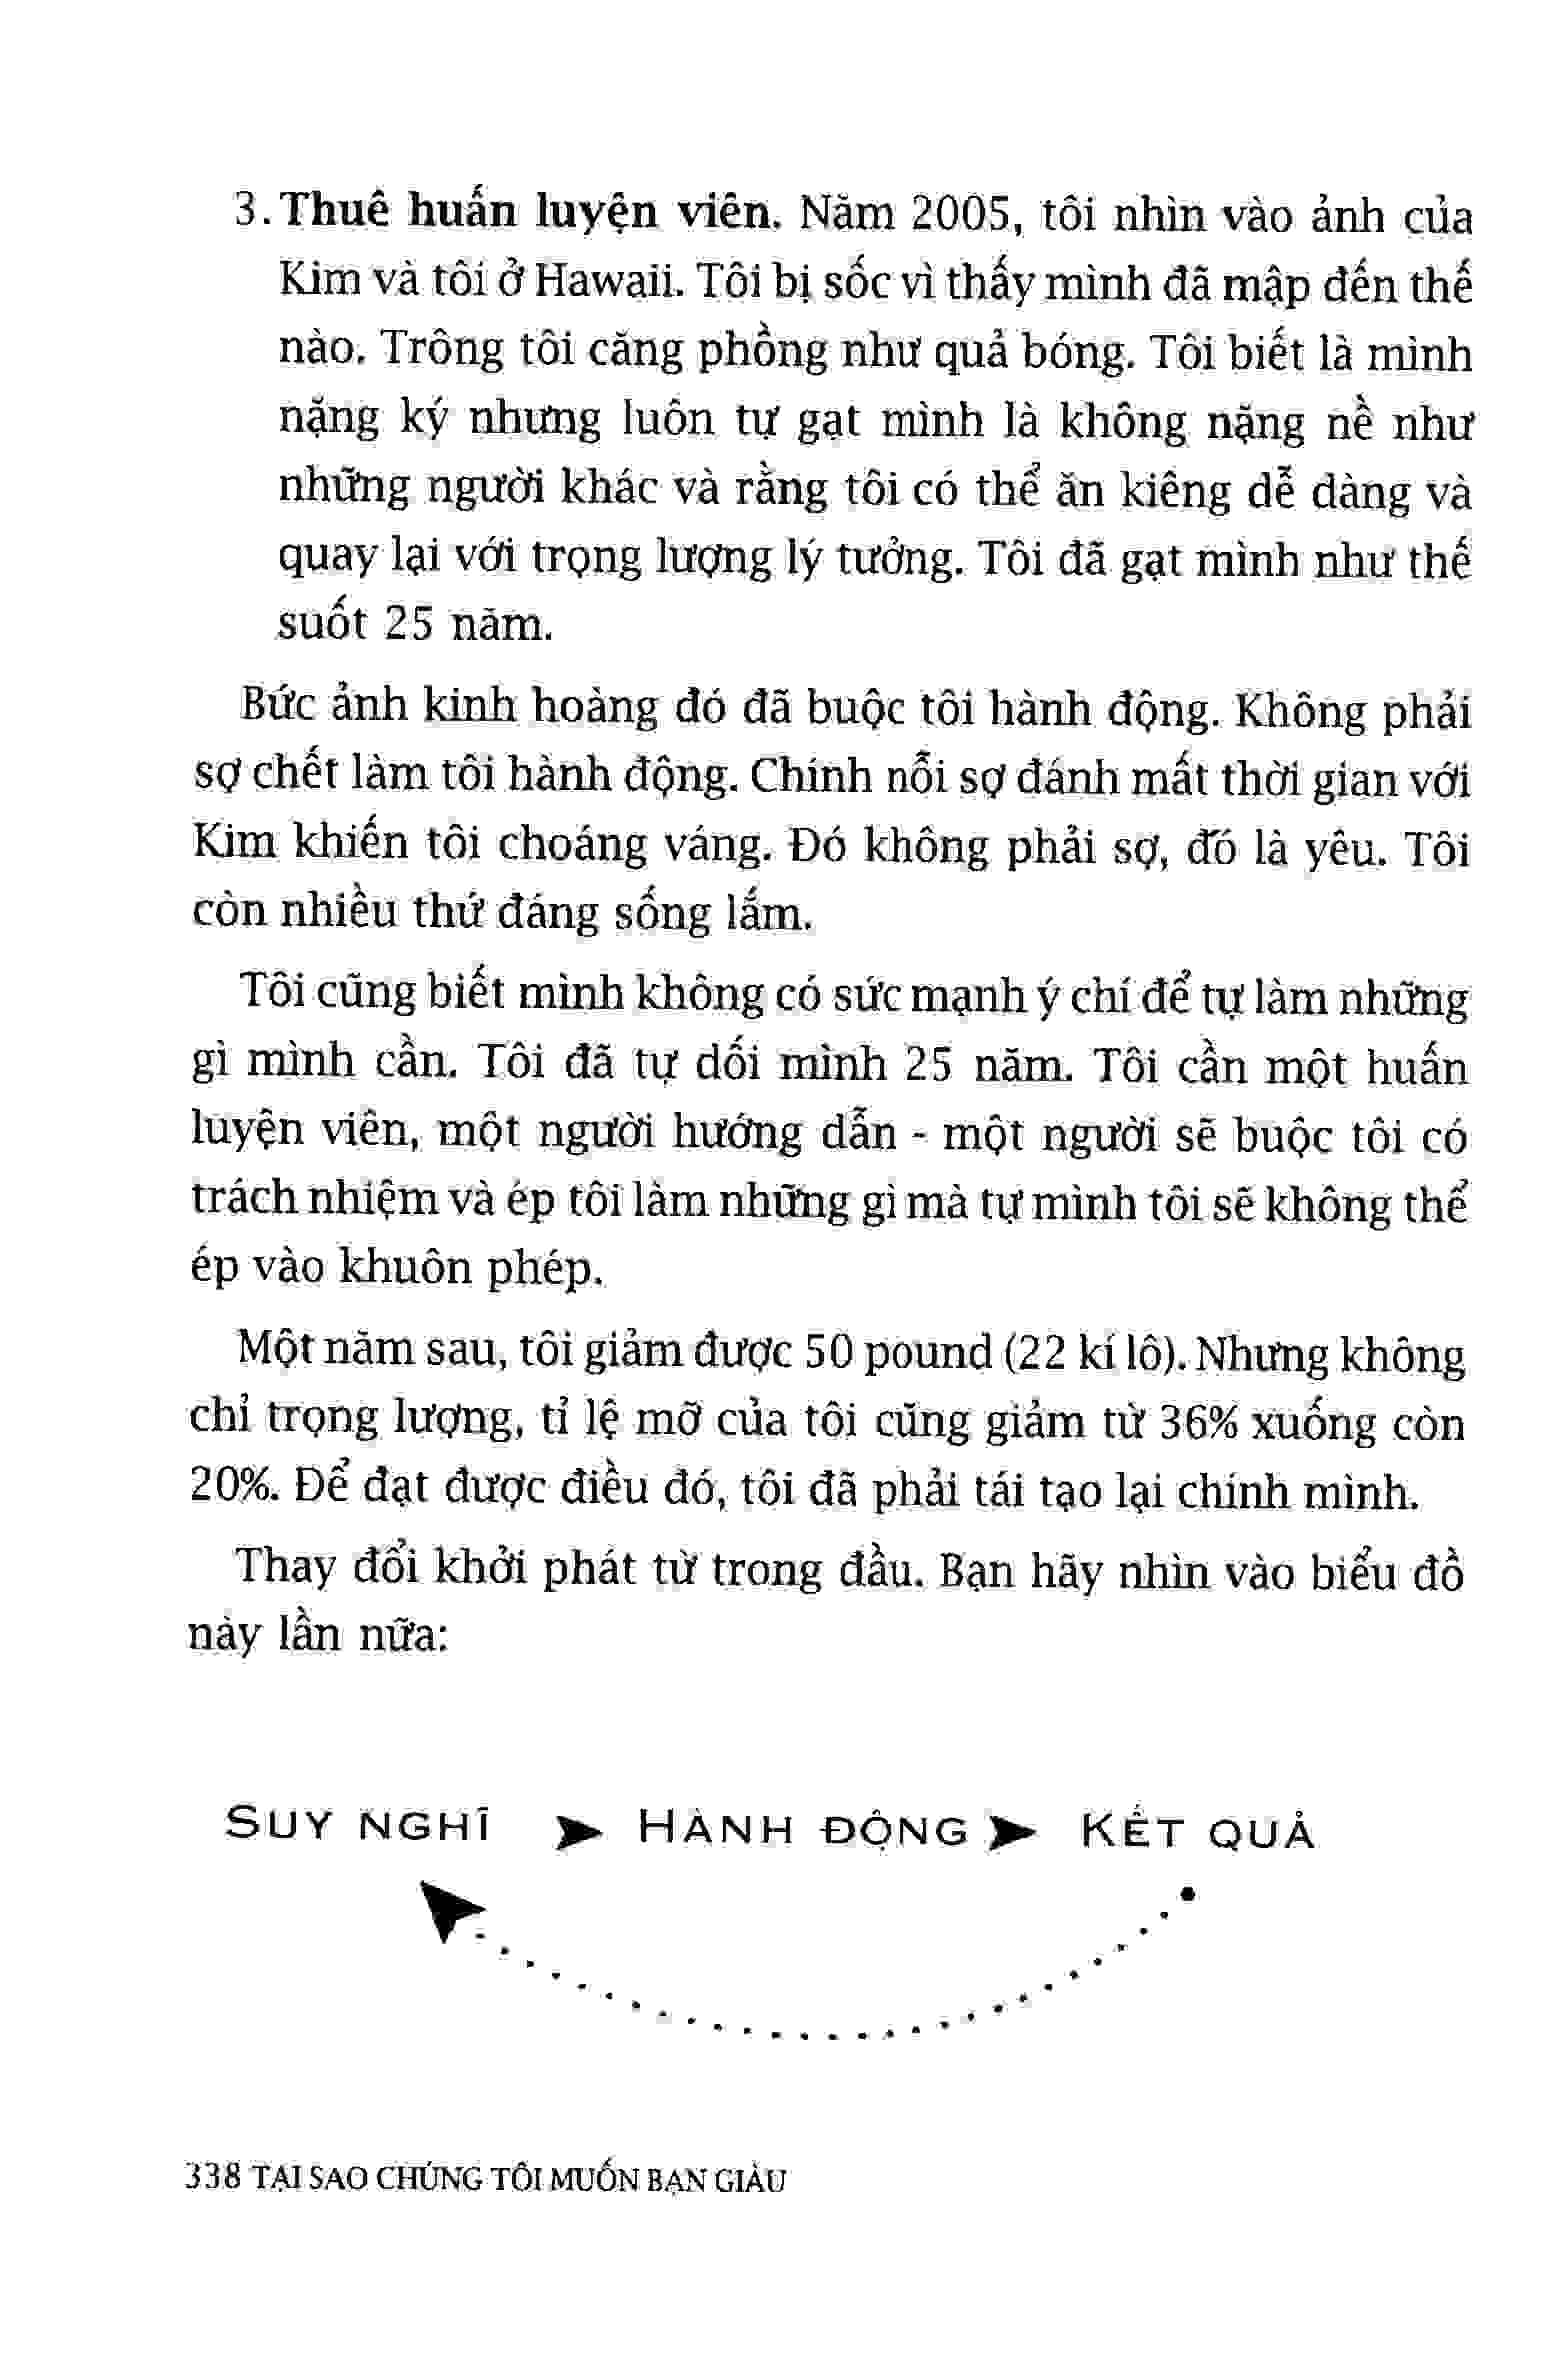 3. Thuê huấn luyện viên. Năm 2005, tôi nhìn vào ảnh của
Kim và tôi ở Hawaii. Tôi bị sốc vì thấy mình đã mập đến thế
nào. Trông tôi căng phồng như quả bóng. Tôi biết là mình
nặng ký nhưng luôn tự gạt mình là không nặng nề như
những người khác và rằng tôi có thể ăn kiêng dễ dàng và
quay lại với trọng lượng lý tưởng. Tôi đã gạt mình như thế
suốt 25 năm.
Bức ảnh kinh hoàng đó đã buộc tôi hành động. Không phải
sợ chết làm tôi hành động. Chính nỗi sợ đánh mất thời gian với
Kim khiến tôi choáng váng. Đó không phải sợ, đó là yêu. Tôi
còn nhiều thứ đáng sống lắm.
Tôi cũng biết mình không có sức mạnh ý chí để tự làm những
gì mình cần. Tôi đã tự dối mình 25 năm. Tôi cần một huấn
luyện viên, một người hướng dẫn - một người sẽ buộc tôi có
trách nhiệm và ép tôi làm những gì mà tự mình tôi sẽ không thể
ép vào khuôn phép.
Một năm sau, tôi giảm được 50 pound (22 kí lô). Nhưng không
chỉ trọng lượng, tỉ lệ mỡ của tôi cũng giảm từ 36% xuống còn
20%. Để đạt được điều đó, tôi đã phải tái tạo lại chính mình.
Thay đổi khởi phát từ trong đầu. Bạn hãy nhìn vào biểu đồ
này lần nữa:
SUY NGHĨ ➤ HÀNH ĐỘNG ➤ KẾT QUẢ
338 TẠI SAO CHÚNG TÔI MUỐN BẠN GIÀU